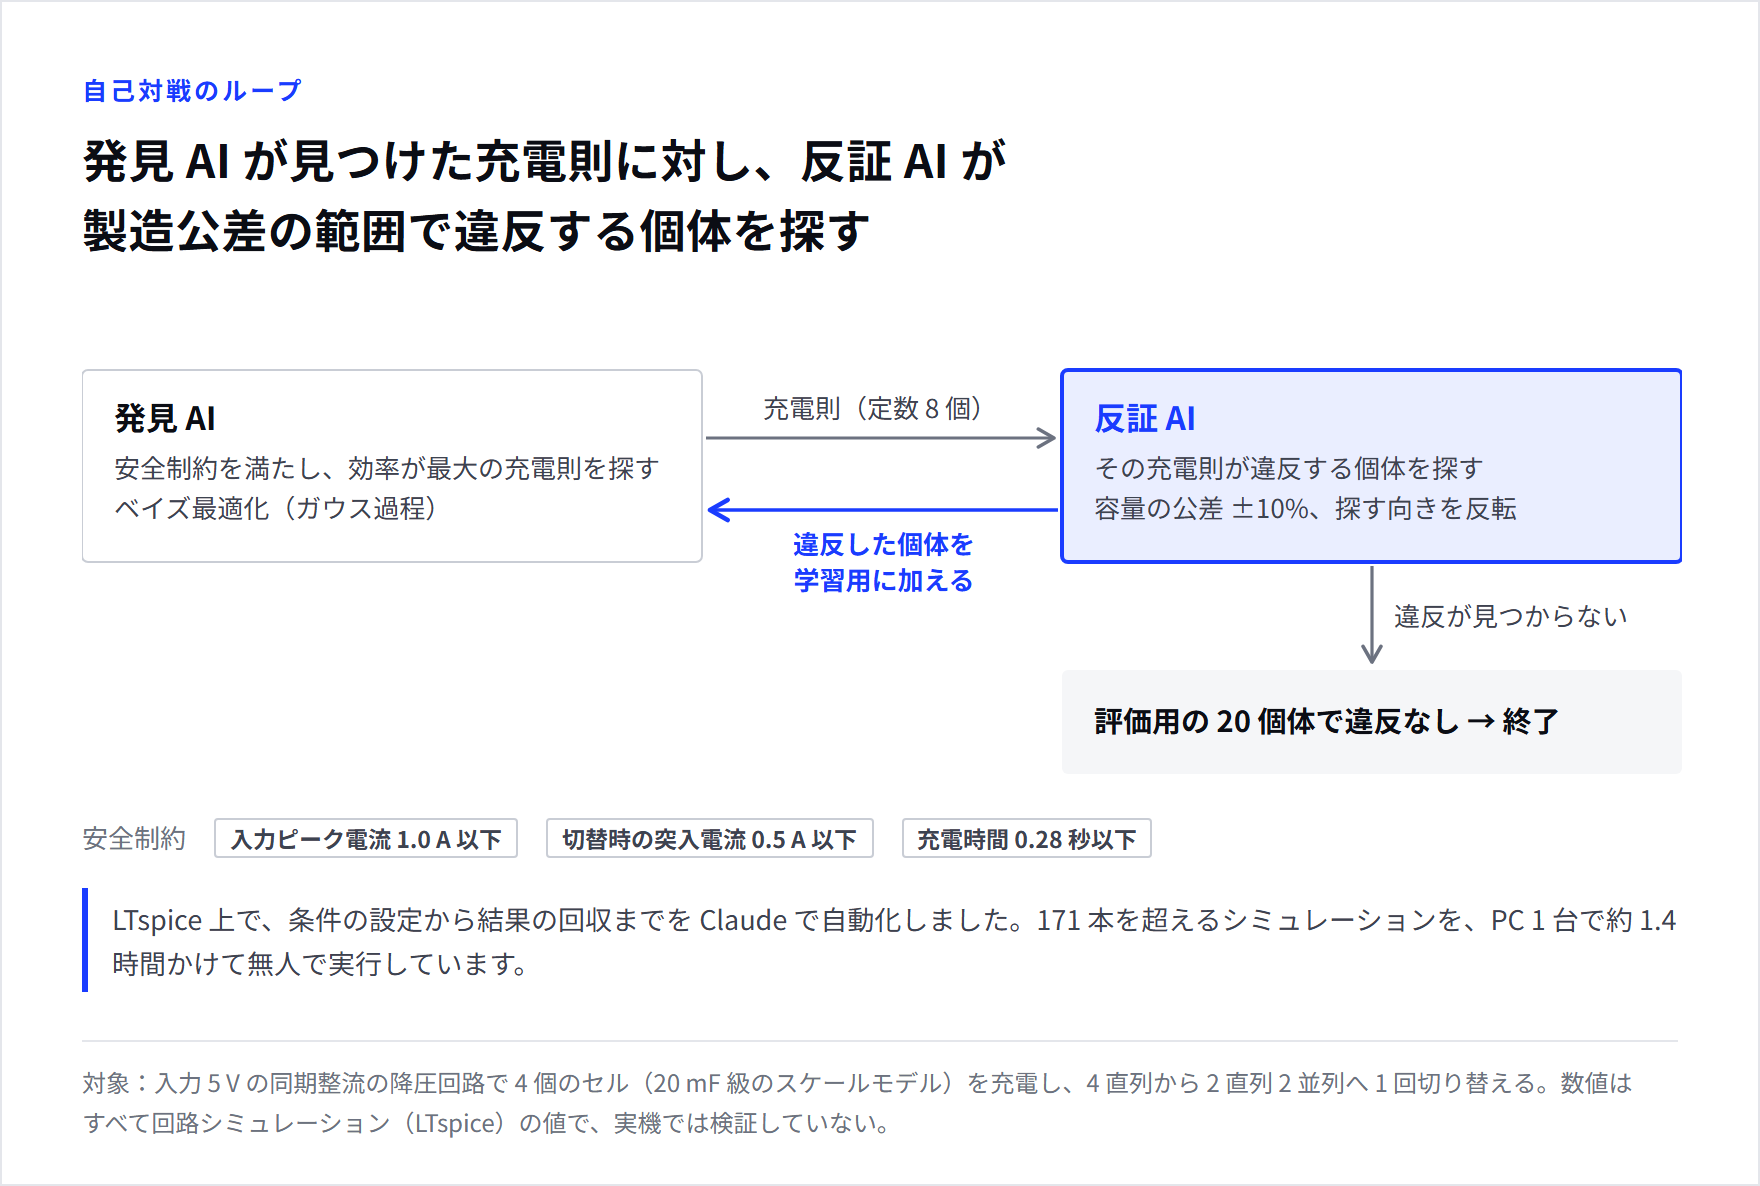 自己対戦のループ
発見 AI が見つけた充電則に対し、反証 AI が
製造公差の範囲で違反する個体を探す
発見 AI
安全制約を満たし、効率が最大の充電則を探す
ベイズ最適化（ガウス過程）
充電則（定数 8 個）
違反した個体を
学習用に加える
反証 AI
その充電則が違反する個体を探す
容量の公差 ±10%、探す向きを反転
違反が見つからない
評価用の 20 個体で違反なし → 終了
安全制約
入力ピーク電流 1.0 A 以下
切替時の突入電流 0.5 A 以下
充電時間 0.28 秒以下
LTspice 上で、条件の設定から結果の回収までを Claude で自動化しました。171 本を超えるシミュレーションを、PC 1 台で約 1.4
時間かけて無人で実行しています。
対象：入力 5 V の同期整流の降圧回路で 4 個のセル（20 mF 級のスケールモデル）を充電し、4 直列から 2 直列 2 並列へ 1 回切り替える。数値は
すべて回路シミュレーション（LTspice）の値で、実機では検証していない。